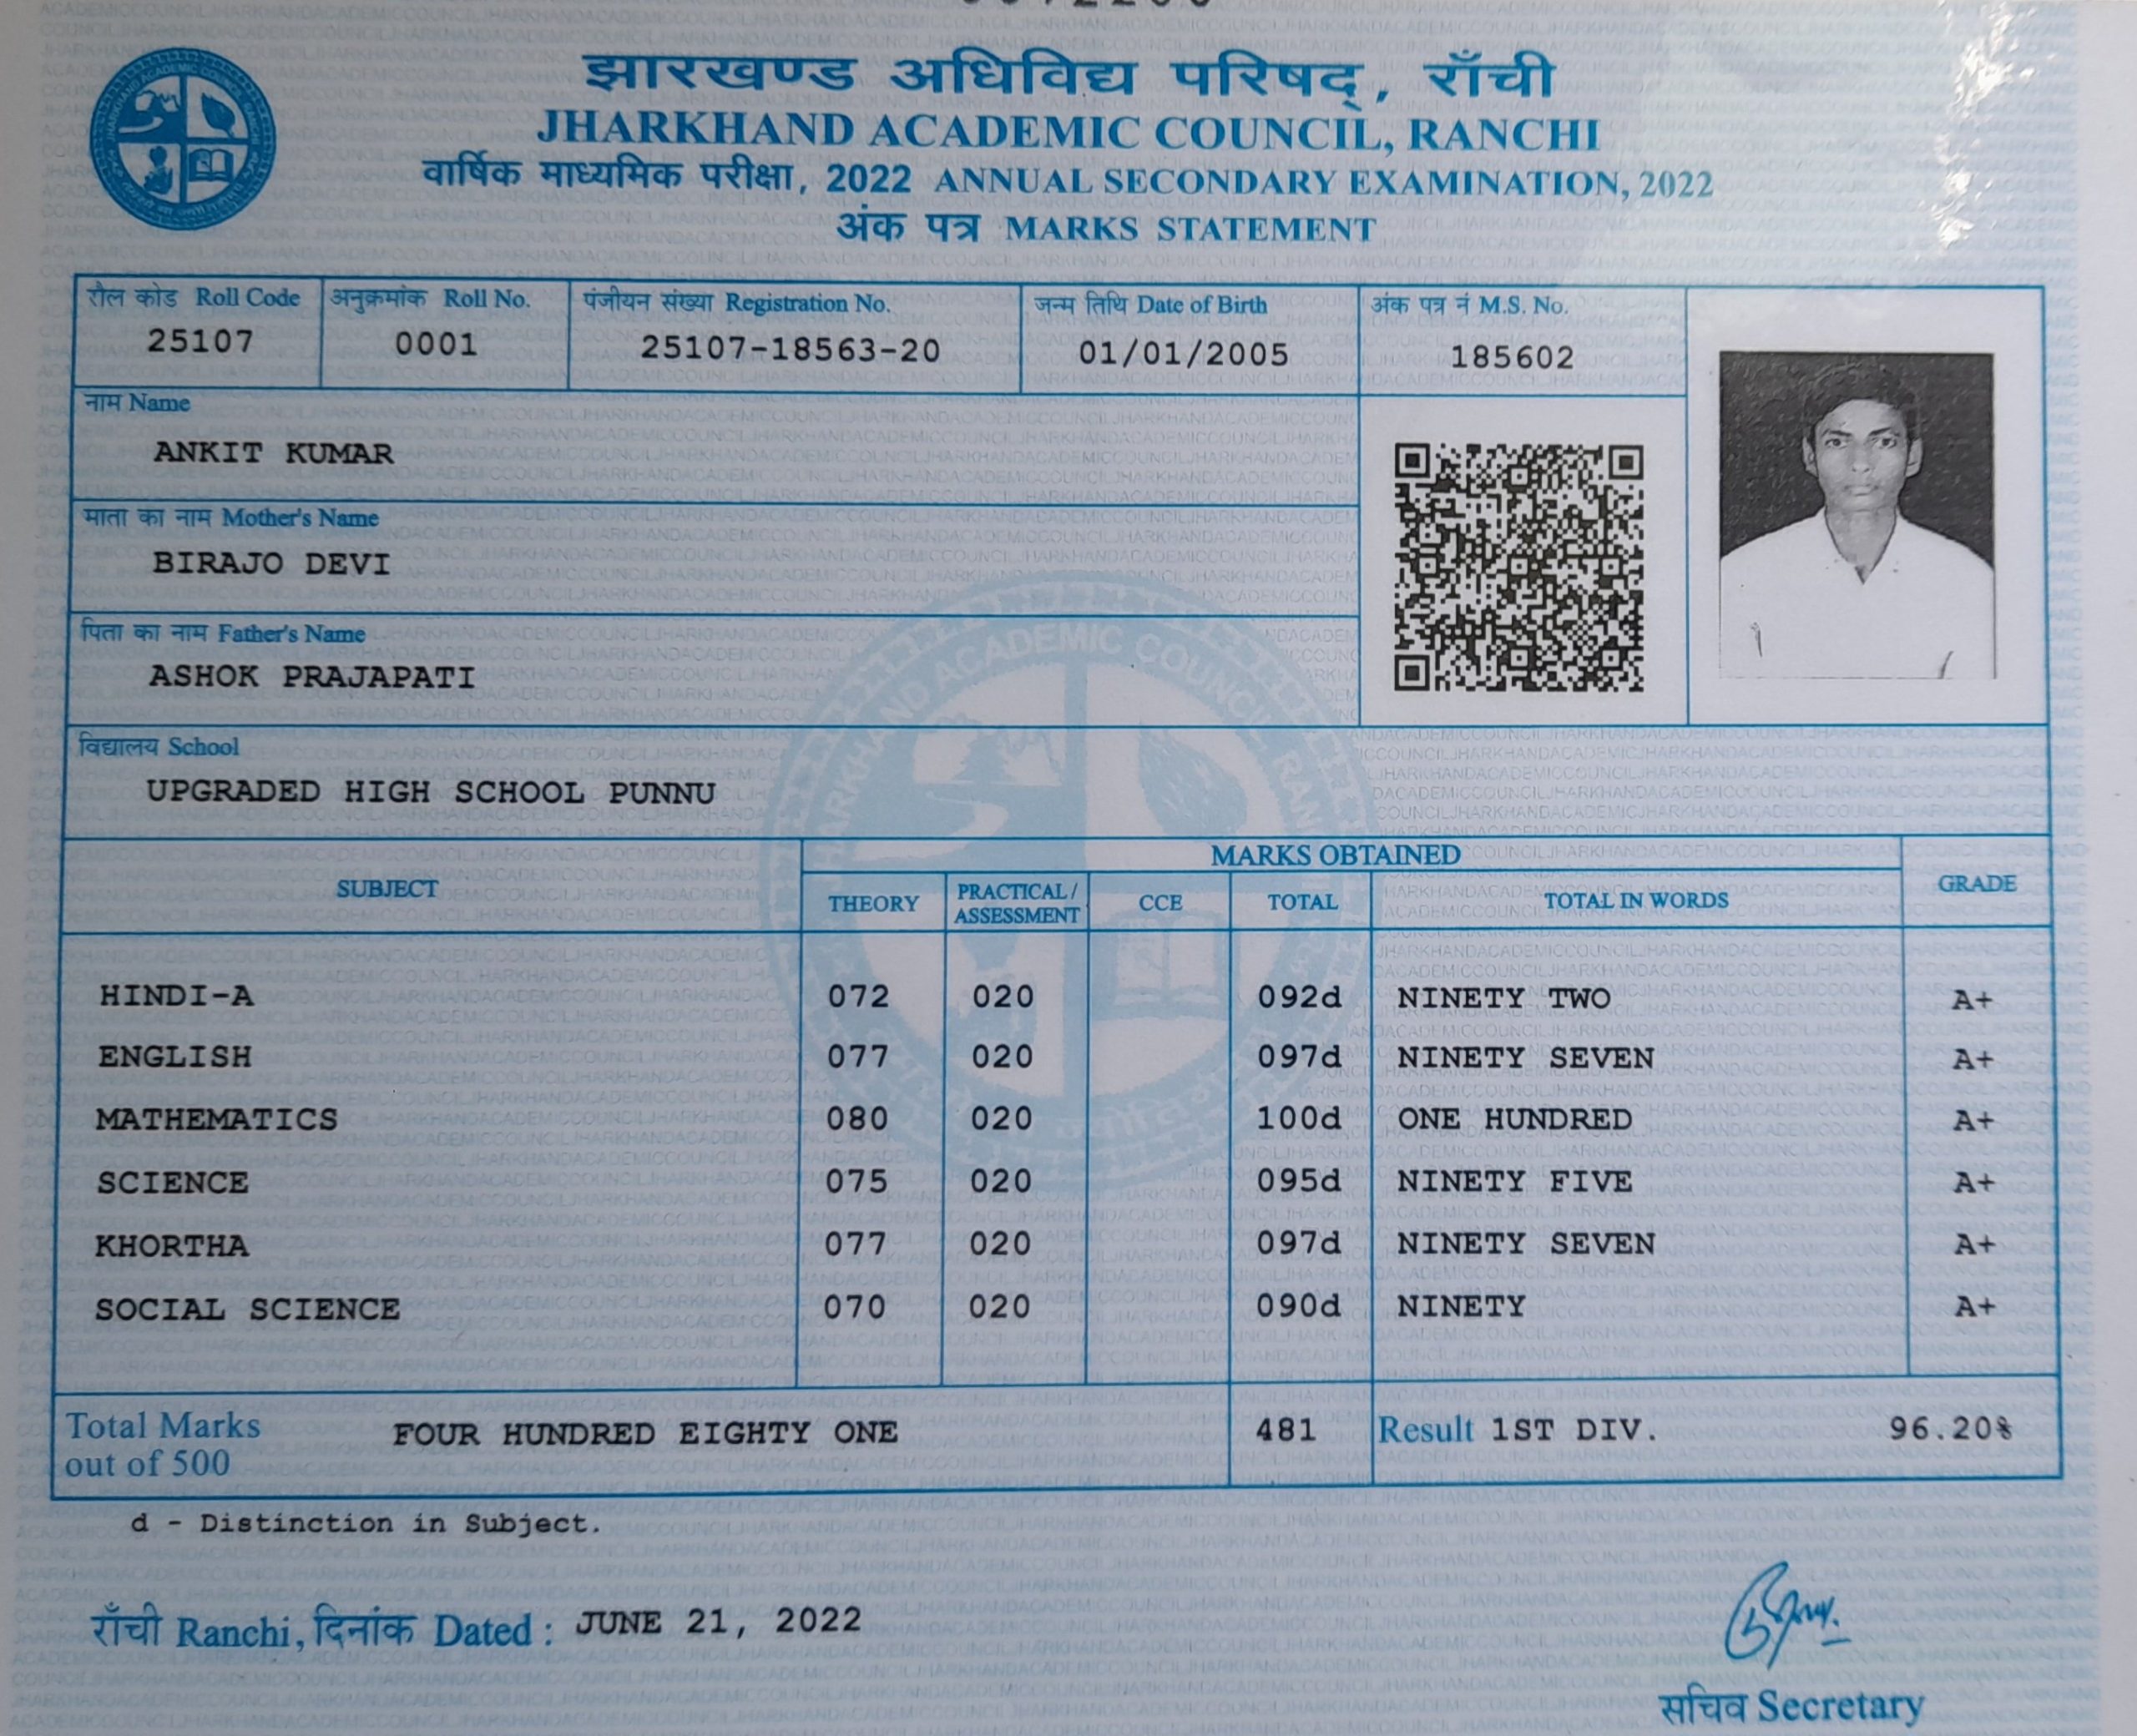 झारखण्ड अधिविद्य परिषद्, राँची
JHARKHAND ACADEMIC COUNCIL, RANCHI
वार्षिक माध्यमिक परीक्षा, 2022 ANNUAL SECONDARY EXAMINATION, 2022
अंक पत्र MARKS STATEMENT
रौल कोड Roll Code अनुक्रमांक Roll No. पंजीयन संख्या Registration No. जन्म तिथि Date of Birth अंक पत्र नं M.S. No.
25107 0001 25107-18563-20 01/01/2005 185602
नाम Name
ANKIT KUMAR
माता का नाम Mother's Name
BIRAJO DEVI
पिता का नाम Father's Name
ASHOK PRAJAPATI
विद्यालय School
UPGRADED HIGH SCHOOL PUNNU
SUBJECT MARKS OBTAINED GRADE
THEORY PRACTICAL / ASSESSMENT CCE TOTAL TOTAL IN WORDS
HINDI-A 072 020 092d NINETY TWO A+
ENGLISH 077 020 097d NINETY SEVEN A+
MATHEMATICS 080 020 100d ONE HUNDRED A+
SCIENCE 075 020 095d NINETY FIVE A+
KHORTHA 077 020 097d NINETY SEVEN A+
SOCIAL SCIENCE 070 020 090d NINETY A+
Total Marks out of 500 FOUR HUNDRED EIGHTY ONE 481 Result 1ST DIV. 96.20%
d - Distinction in Subject.
राँची Ranchi, दिनांक Dated : JUNE 21, 2022
सचिव Secretary